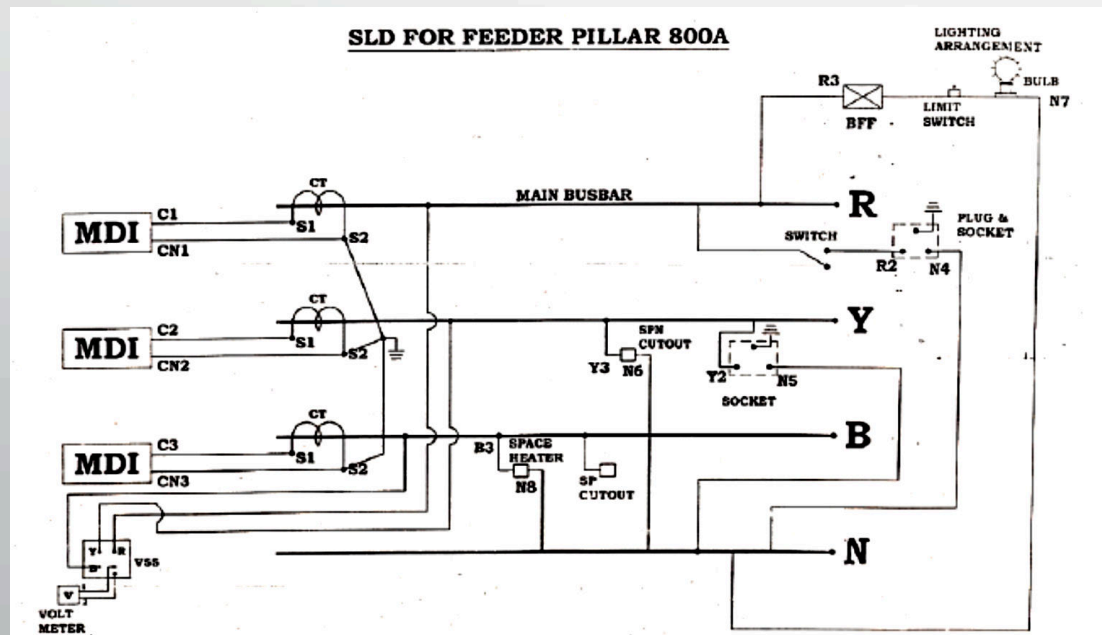 SLD FOR FEEDER PILLAR 800A
LIGHTING
ARRANGEMENT
BULB
R3
N7
BFF
LIMIT
SWITCH
CT
MAIN BUSBAR
R
MDI
C1
S1
CN1
S2
SWITCH
PLUG &
SOCKET
R2
N4
CT
Y
MDI
C2
S1
CN2
S2
SPN
CUTOUT
Y3
N6
Y2
N5
SOCKET
CT
B
MDI
C3
S1
CN3
S2
B3
SPACE
HEATER
N8
SP
CUTOUT
N
Y
R
B
VSS
V
VOLT
METER